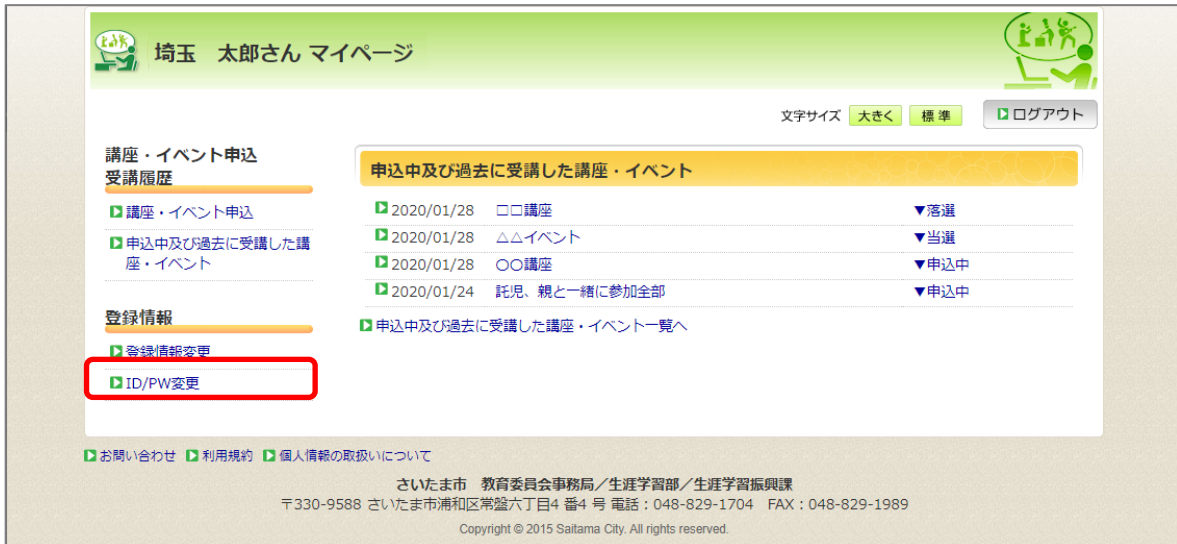 埼玉　太郎さん マイページ
文字サイズ 大きく 標準 ログアウト
講座・イベント申込
受講履歴
講座・イベント申込
申込中及び過去に受講した講
座・イベント
登録情報
登録情報変更
ID/PW変更
申込中及び過去に受講した講座・イベント
2020/01/28 □□講座 ▼落選
2020/01/28 △△イベント ▼当選
2020/01/28 〇〇講座 ▼申込中
2020/01/24 託児、親と一緒に参加全部 ▼申込中
申込中及び過去に受講した講座・イベント一覧へ
お問い合わせ 利用規約 個人情報の取扱いについて
さいたま市　教育委員会事務局／生涯学習部／生涯学習振興課
〒330-9588 さいたま市浦和区常盤六丁目4 番4 号 電話：048-829-1704　FAX：048-829-1989
Copyright © 2015 Saitama City. All rights reserved.